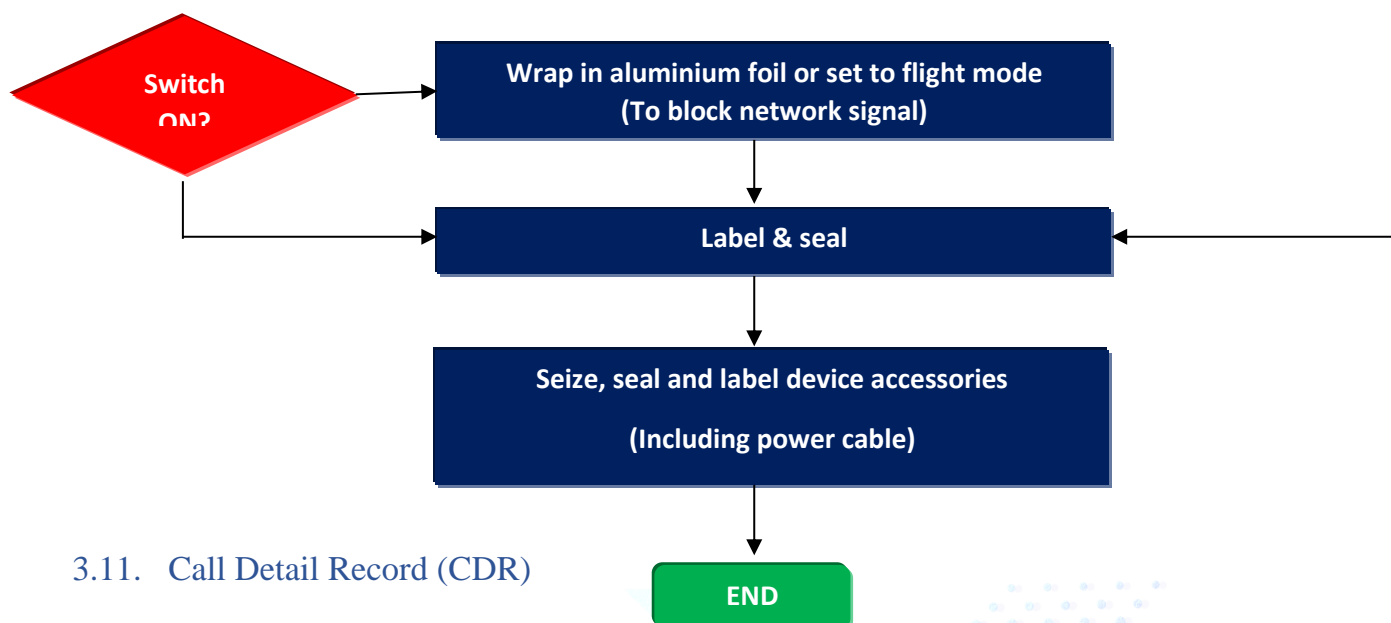 Switch
ON?
Wrap in aluminium foil or set to flight mode
(To block network signal)
Label & seal
Seize, seal and label device accessories
(Including power cable)
3.11. Call Detail Record (CDR)
END